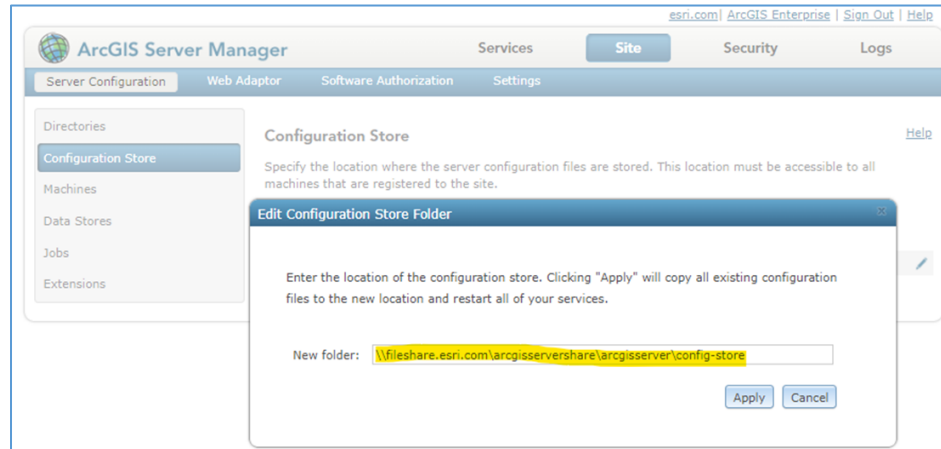 esri.com| ArcGIS Enterprise | Sign Out | Help
ArcGIS Server Manager Services Site Security Logs
Server Configuration Web Adaptor Software Authorization Settings
Directories
Configuration Store
Machines
Data Stores
Jobs
Extensions
Configuration Store Help
Specify the location where the server configuration files are stored. This location must be accessible to all
machines that are registered to the site.
Edit Configuration Store Folder x
Enter the location of the configuration store. Clicking "Apply" will copy all existing configuration
files to the new location and restart all of your services.
New folder: \\fileshare.esri.com\arcgisservershare\arcgisserver\config-store
Apply Cancel